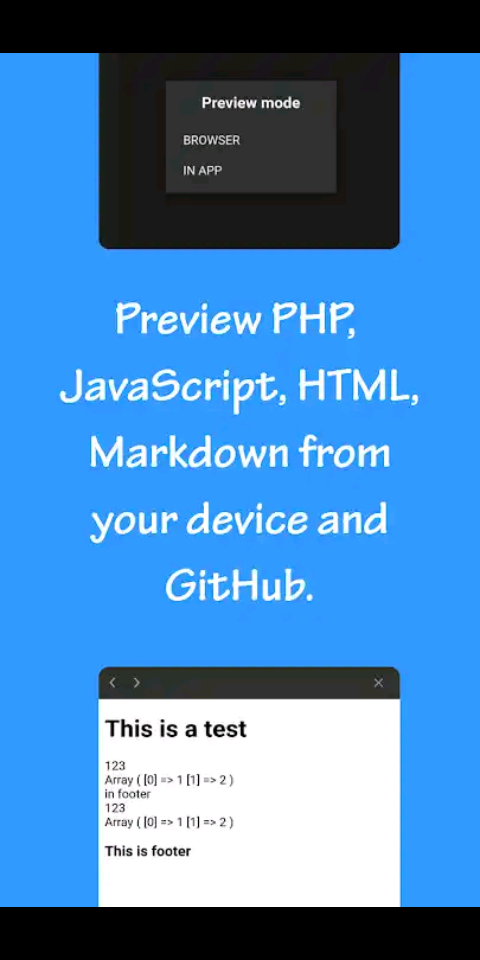 Preview mode
BROWSER
IN APP
Preview PHP,
JavaScript, HTML,
Markdown from
your device and
GitHub.
This is a test
123
Array ( [0] => 1 [1] => 2 )
in footer
123
Array ( [0] => 1 [1] => 2 )
This is footer